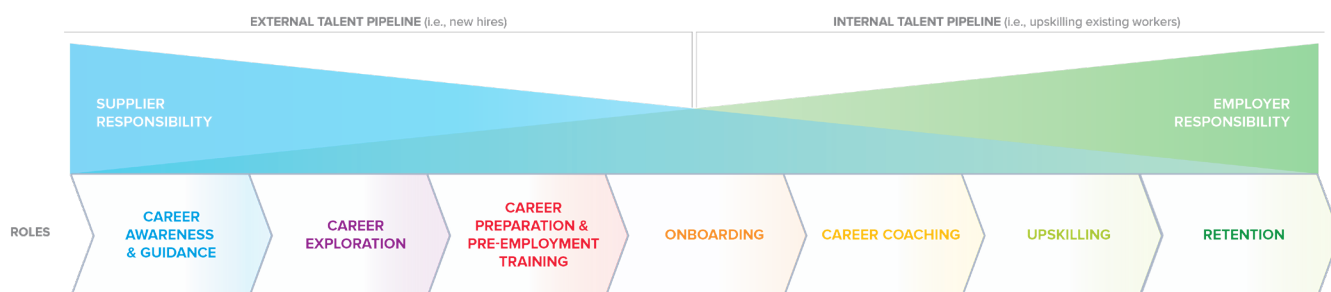 EXTERNAL TALENT PIPELINE (i.e., new hires)
INTERNAL TALENT PIPELINE (i.e., upskilling existing workers)
SUPPLIER
RESPONSIBILITY
EMPLOYER
RESPONSIBILITY
ROLES
CAREER
AWARENESS
& GUIDANCE
CAREER
EXPLORATION
CAREER
PREPARATION &
PRE-EMPLOYMENT
TRAINING
ONBOARDING
CAREER COACHING
UPSKILLING
RETENTION